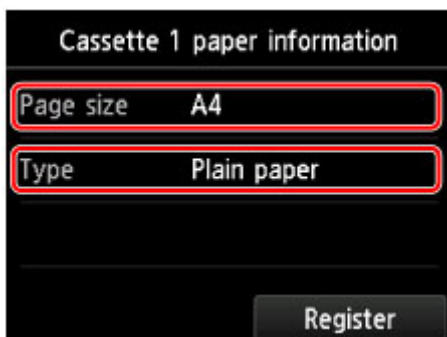 Cassette 1 paper information
Page size A4
Type Plain paper
Register